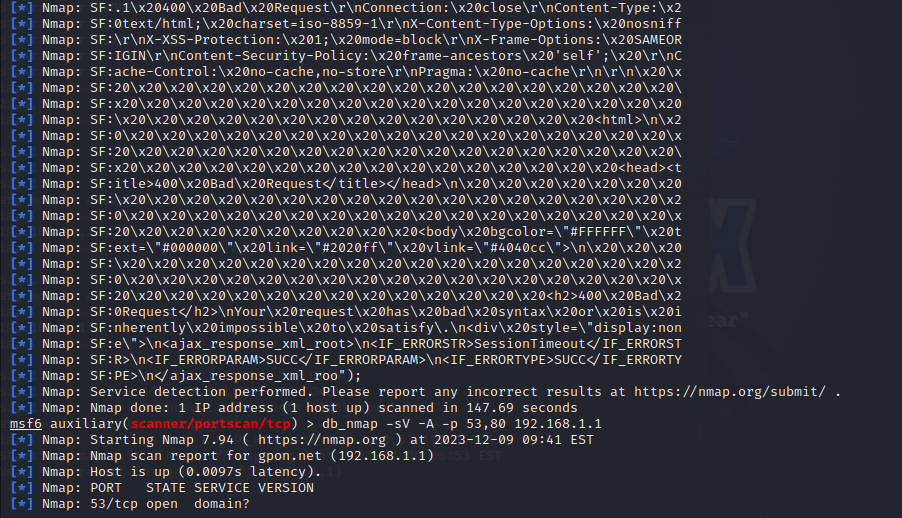 [*] Nmap: SF:.1\x20400\x20Bad\x20Request\r\nConnection:\x20close\r\nContent-Type:\x2
[*] Nmap: SF:0text/html;\x20charset=iso-8859-1\r\nX-Content-Type-Options:\x20nosniff
[*] Nmap: SF:\r\nX-XSS-Protection:\x201;\x20mode=block\r\nX-Frame-Options:\x20SAMEOR
[*] Nmap: SF:IGIN\r\nContent-Security-Policy:\x20frame-ancestors\x20'self';\x20\r\nC
[*] Nmap: SF:ache-Control:\x20no-cache,no-store\r\nPragma:\x20no-cache\r\n\r\n\x20\x
[*] Nmap: SF:20\x20\x20\x20\x20\x20\x20\x20\x20\x20\x20\x20\x20\x20\x20\x20\x20\x20\
[*] Nmap: SF:x20\x20\x20\x20\x20\x20\x20\x20\x20\x20\x20\x20\x20\x20\x20\x20\x20\x20
[*] Nmap: SF:\x20\x20\x20\x20\x20\x20\x20\x20\x20\x20\x20\x20\x20\x20\x20<html>\n\x2
[*] Nmap: SF:0\x20\x20\x20\x20\x20\x20\x20\x20\x20\x20\x20\x20\x20\x20\x20\x20\x20\x
[*] Nmap: SF:20\x20\x20\x20\x20\x20\x20\x20\x20\x20\x20\x20\x20\x20\x20\x20\x20\x20\
[*] Nmap: SF:x20\x20\x20\x20\x20\x20\x20\x20\x20\x20\x20\x20\x20\x20\x20\x20<head><t
[*] Nmap: SF:itle>400\x20Bad\x20Request</title></head>\n\x20\x20\x20\x20\x20\x20\x20
[*] Nmap: SF:\x20\x20\x20\x20\x20\x20\x20\x20\x20\x20\x20\x20\x20\x20\x20\x20\x20\x2
[*] Nmap: SF:0\x20\x20\x20\x20\x20\x20\x20\x20\x20\x20\x20\x20\x20\x20\x20\x20\x20\x
[*] Nmap: SF:20\x20\x20\x20\x20\x20\x20\x20\x20\x20<body\x20bgcolor=\"#FFFFFF\"\x20t
[*] Nmap: SF:ext=\"#000000\"\x20link=\"#2020ff\"\x20vlink=\"#4040cc\">\n\x20\x20\x20
[*] Nmap: SF:\x20\x20\x20\x20\x20\x20\x20\x20\x20\x20\x20\x20\x20\x20\x20\x20\x20\x2
[*] Nmap: SF:0\x20\x20\x20\x20\x20\x20\x20\x20\x20\x20\x20\x20\x20\x20\x20\x20\x20\x
[*] Nmap: SF:20\x20\x20\x20\x20\x20\x20\x20\x20\x20\x20\x20\x20\x20<h2>400\x20Bad\x2
[*] Nmap: SF:0Request</h2>\nYour\x20request\x20has\x20bad\x20syntax\x20or\x20is\x20i
[*] Nmap: SF:nherently\x20impossible\x20to\x20satisfy\.\n<div\x20style=\"display:non
[*] Nmap: SF:e\">\n<ajax_response_xml_root>\n<IF_ERRORSTR>SessionTimeout</IF_ERRORST
[*] Nmap: SF:R>\n<IF_ERRORPARAM>SUCC</IF_ERRORPARAM>\n<IF_ERRORTYPE>SUCC</IF_ERRORTY
[*] Nmap: SF:PE>\n</ajax_response_xml_roo");
[*] Nmap: Service detection performed. Please report any incorrect results at https://nmap.org/submit/ .
[*] Nmap: Nmap done: 1 IP address (1 host up) scanned in 147.69 seconds
msf6 auxiliary(scanner/portscan/tcp) > db_nmap -sV -A -p 53,80 192.168.1.1
[*] Nmap: Starting Nmap 7.94 ( https://nmap.org ) at 2023-12-09 09:41 EST
[*] Nmap: Nmap scan report for gpon.net (192.168.1.1)
[*] Nmap: Host is up (0.0097s latency).
[*] Nmap: PORT   STATE SERVICE VERSION
[*] Nmap: 53/tcp open  domain?